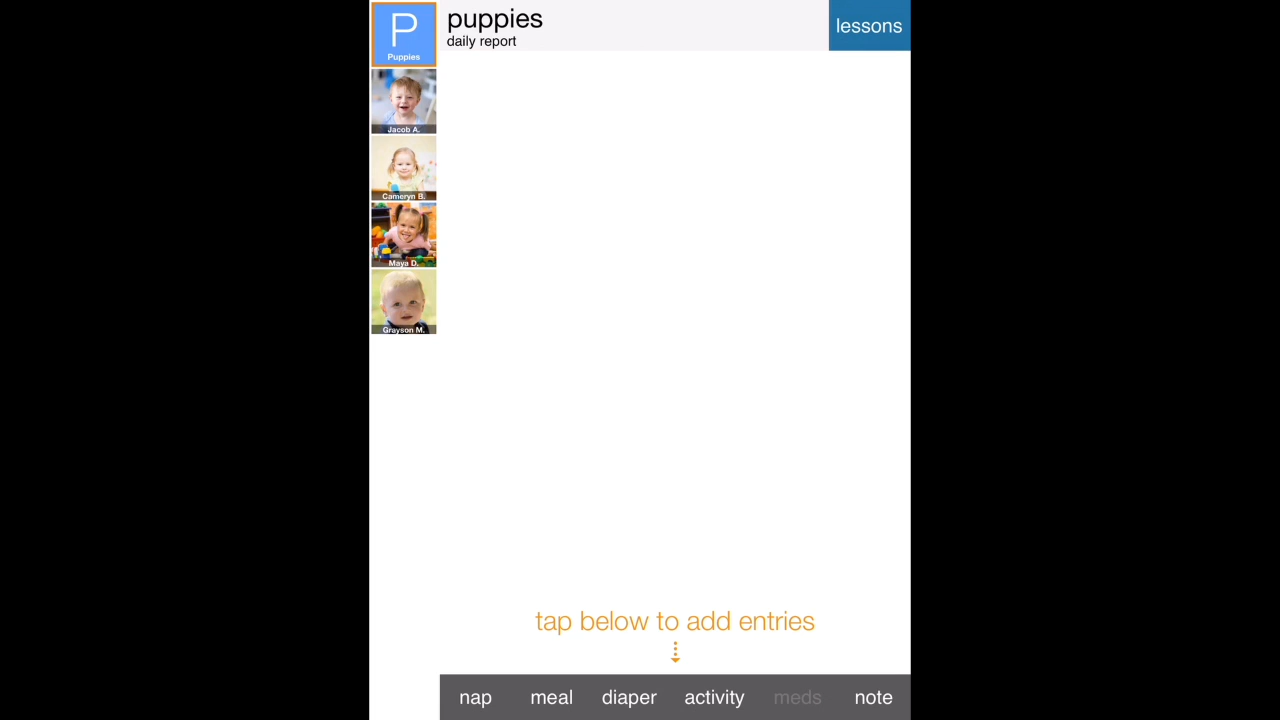 P
Puppies
Jacob A.
Cameryn B.
Maya D.
Grayson M.
puppies
daily report
lessons
tap below to add entries
nap meal diaper activity meds note